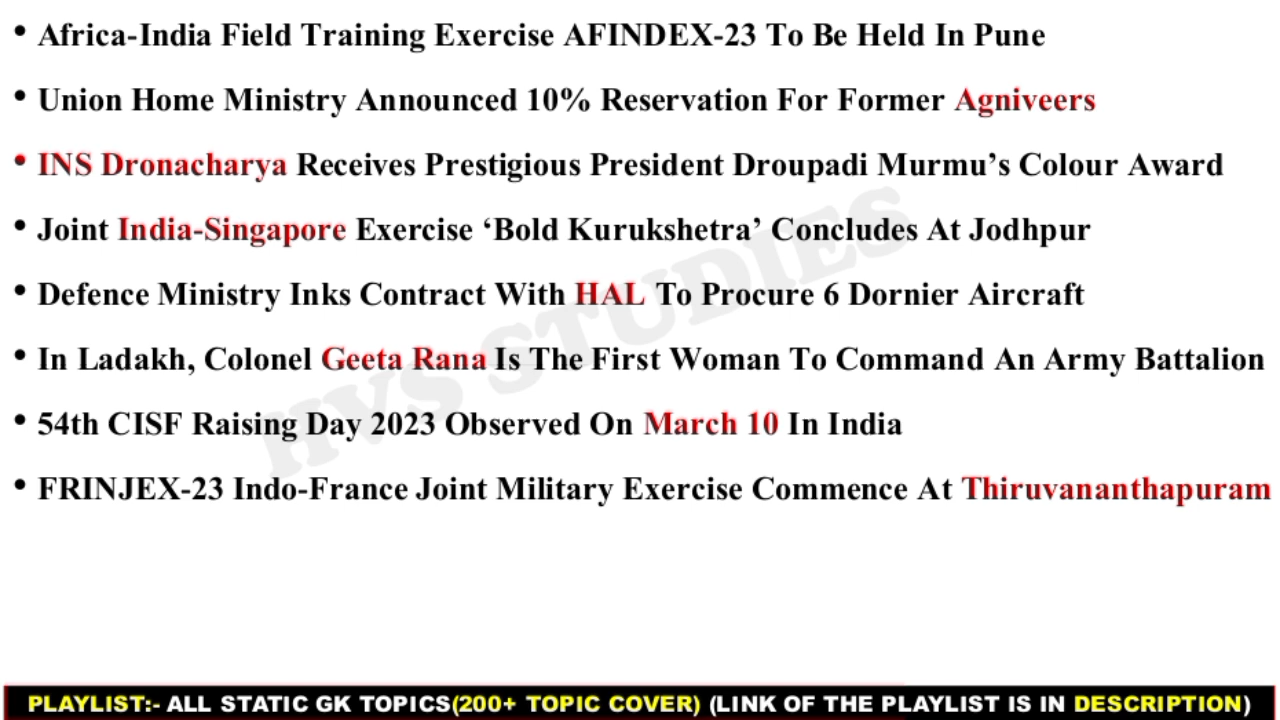 • Africa-India Field Training Exercise AFINDEX-23 To Be Held In Pune
• Union Home Ministry Announced 10% Reservation For Former Agniveers
• INS Dronacharya Receives Prestigious President Droupadi Murmu’s Colour Award
• Joint India-Singapore Exercise ‘Bold Kurukshetra’ Concludes At Jodhpur
• Defence Ministry Inks Contract With HAL To Procure 6 Dornier Aircraft
• In Ladakh, Colonel Geeta Rana Is The First Woman To Command An Army Battalion
• 54th CISF Raising Day 2023 Observed On March 10 In India
• FRINJEX-23 Indo-France Joint Military Exercise Commence At Thiruvananthapuram
HVS STUDIES
PLAYLIST:- ALL STATIC GK TOPICS(200+ TOPIC COVER) (LINK OF THE PLAYLIST IS IN DESCRIPTION)